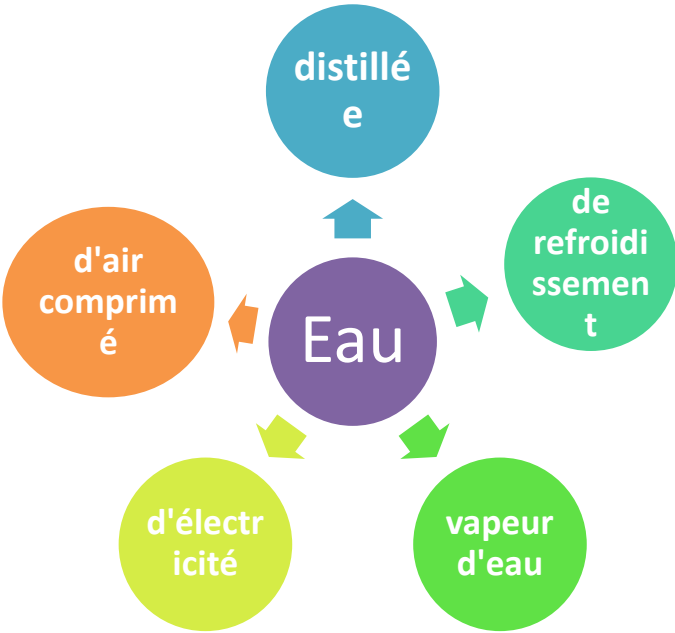 distillé
e
de
refroidi
ssemen
t
d'air
comprim
é
Eau
d'électr
icité
vapeur
d'eau